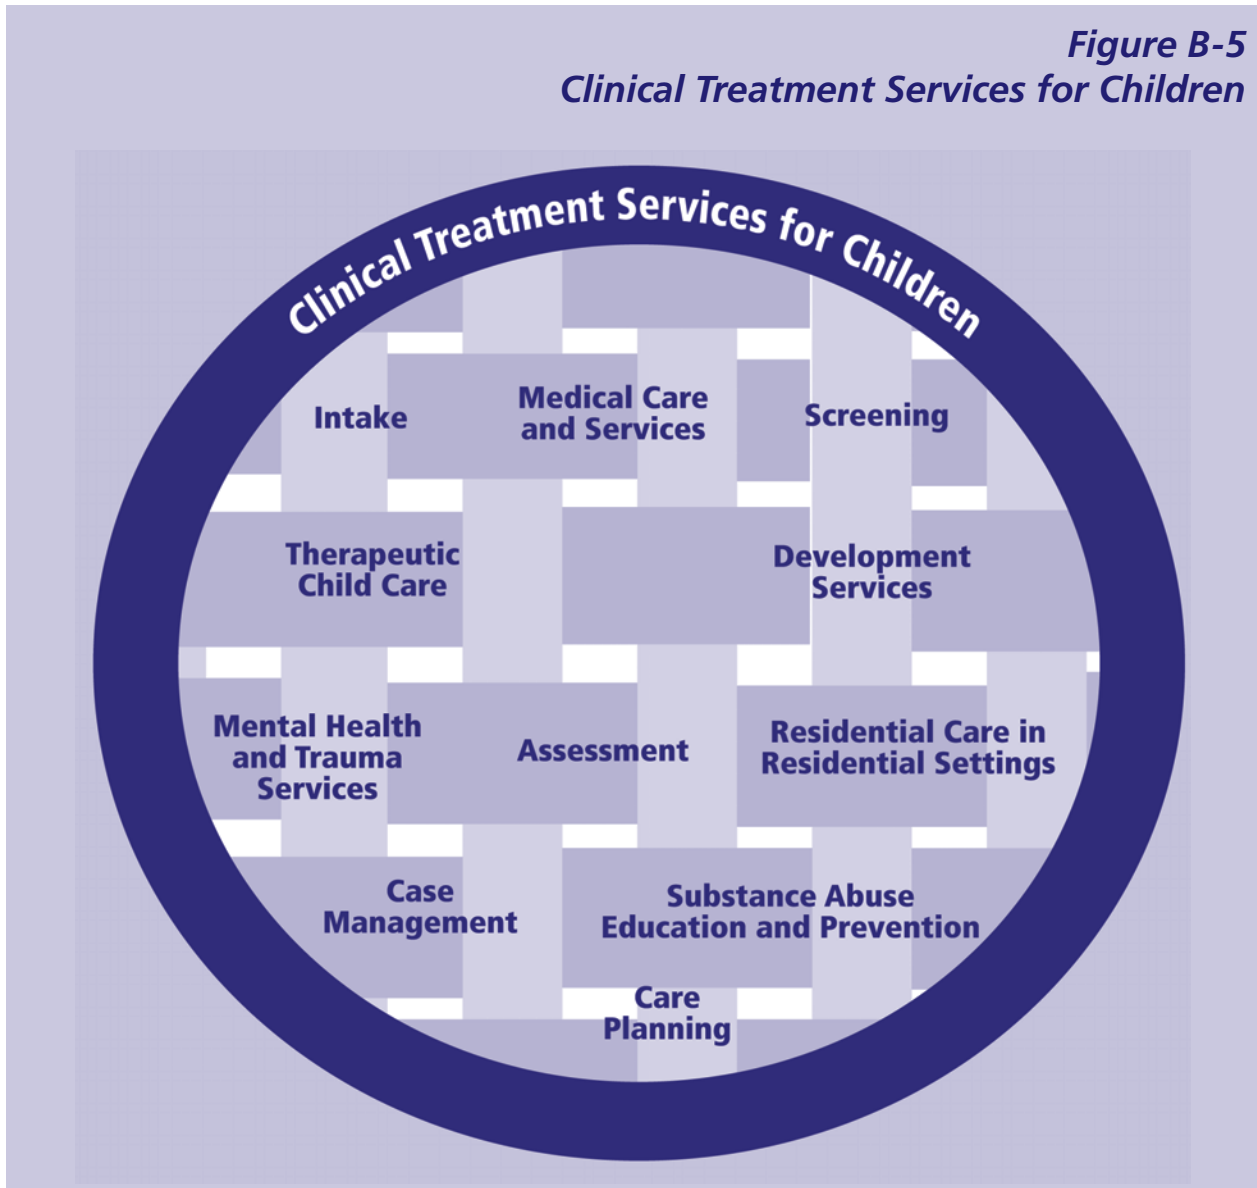 Figure B-5
Clinical Treatment Services for Children
Clinical Treatment Services for Children
Intake
Medical Care
and Services
Screening
Therapeutic
Child Care
Development
Services
Mental Health
and Trauma
Services
Assessment
Residential Care in
Residential Settings
Case
Management
Substance Abuse
Education and Prevention
Care
Planning